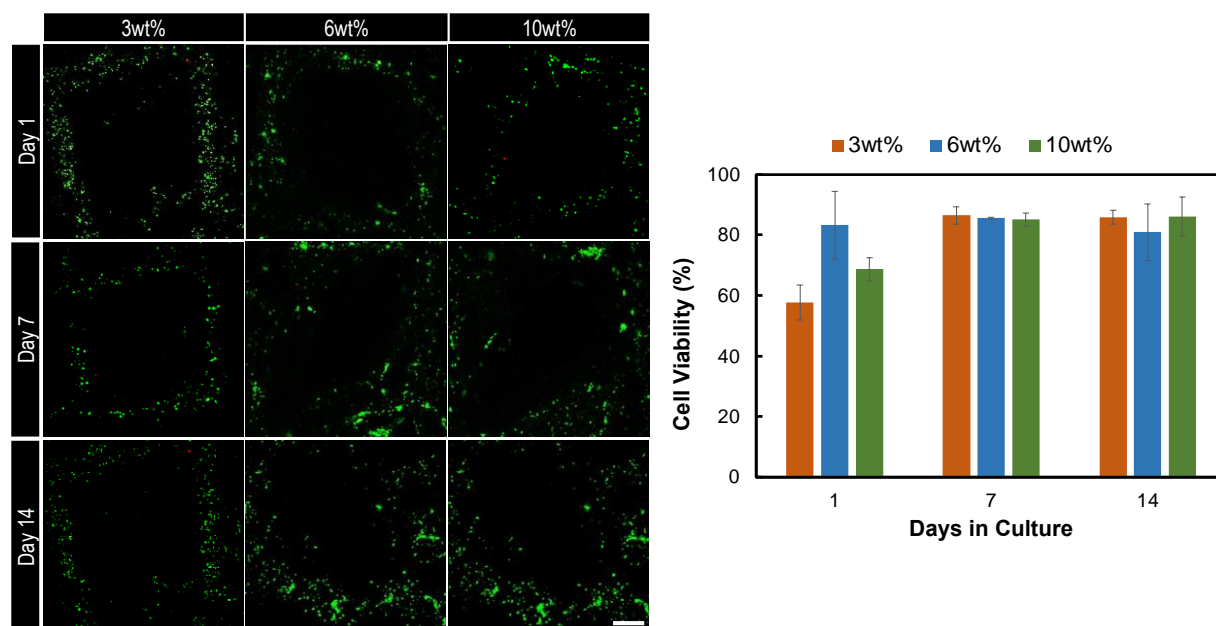 3wt% 6wt% 10wt%
Day 1
Day 7
Day 14
3wt% 6wt% 10wt%
100
80
60
40
20
0
Cell Viability (%)
1 7 14
Days in Culture